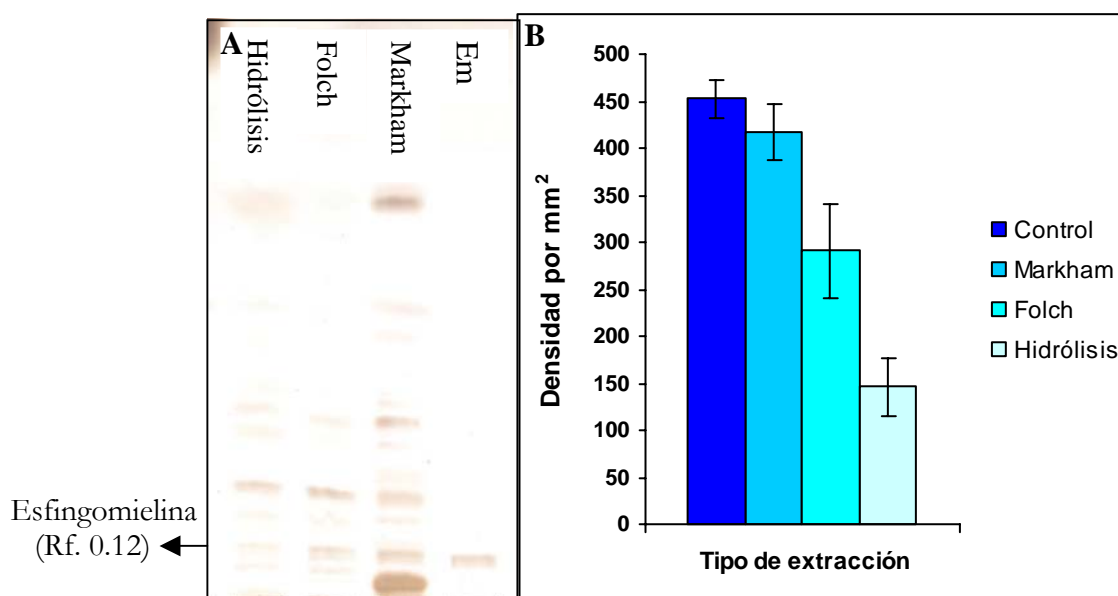 A
Hidrólisis
Folch
Markham
Em
Esfingomielina
(Rf. 0.12)
B
500
450
400
350
300
250
200
150
100
50
0
Densidad por mm²
Tipo de extracción
Control
Markham
Folch
Hidrólisis